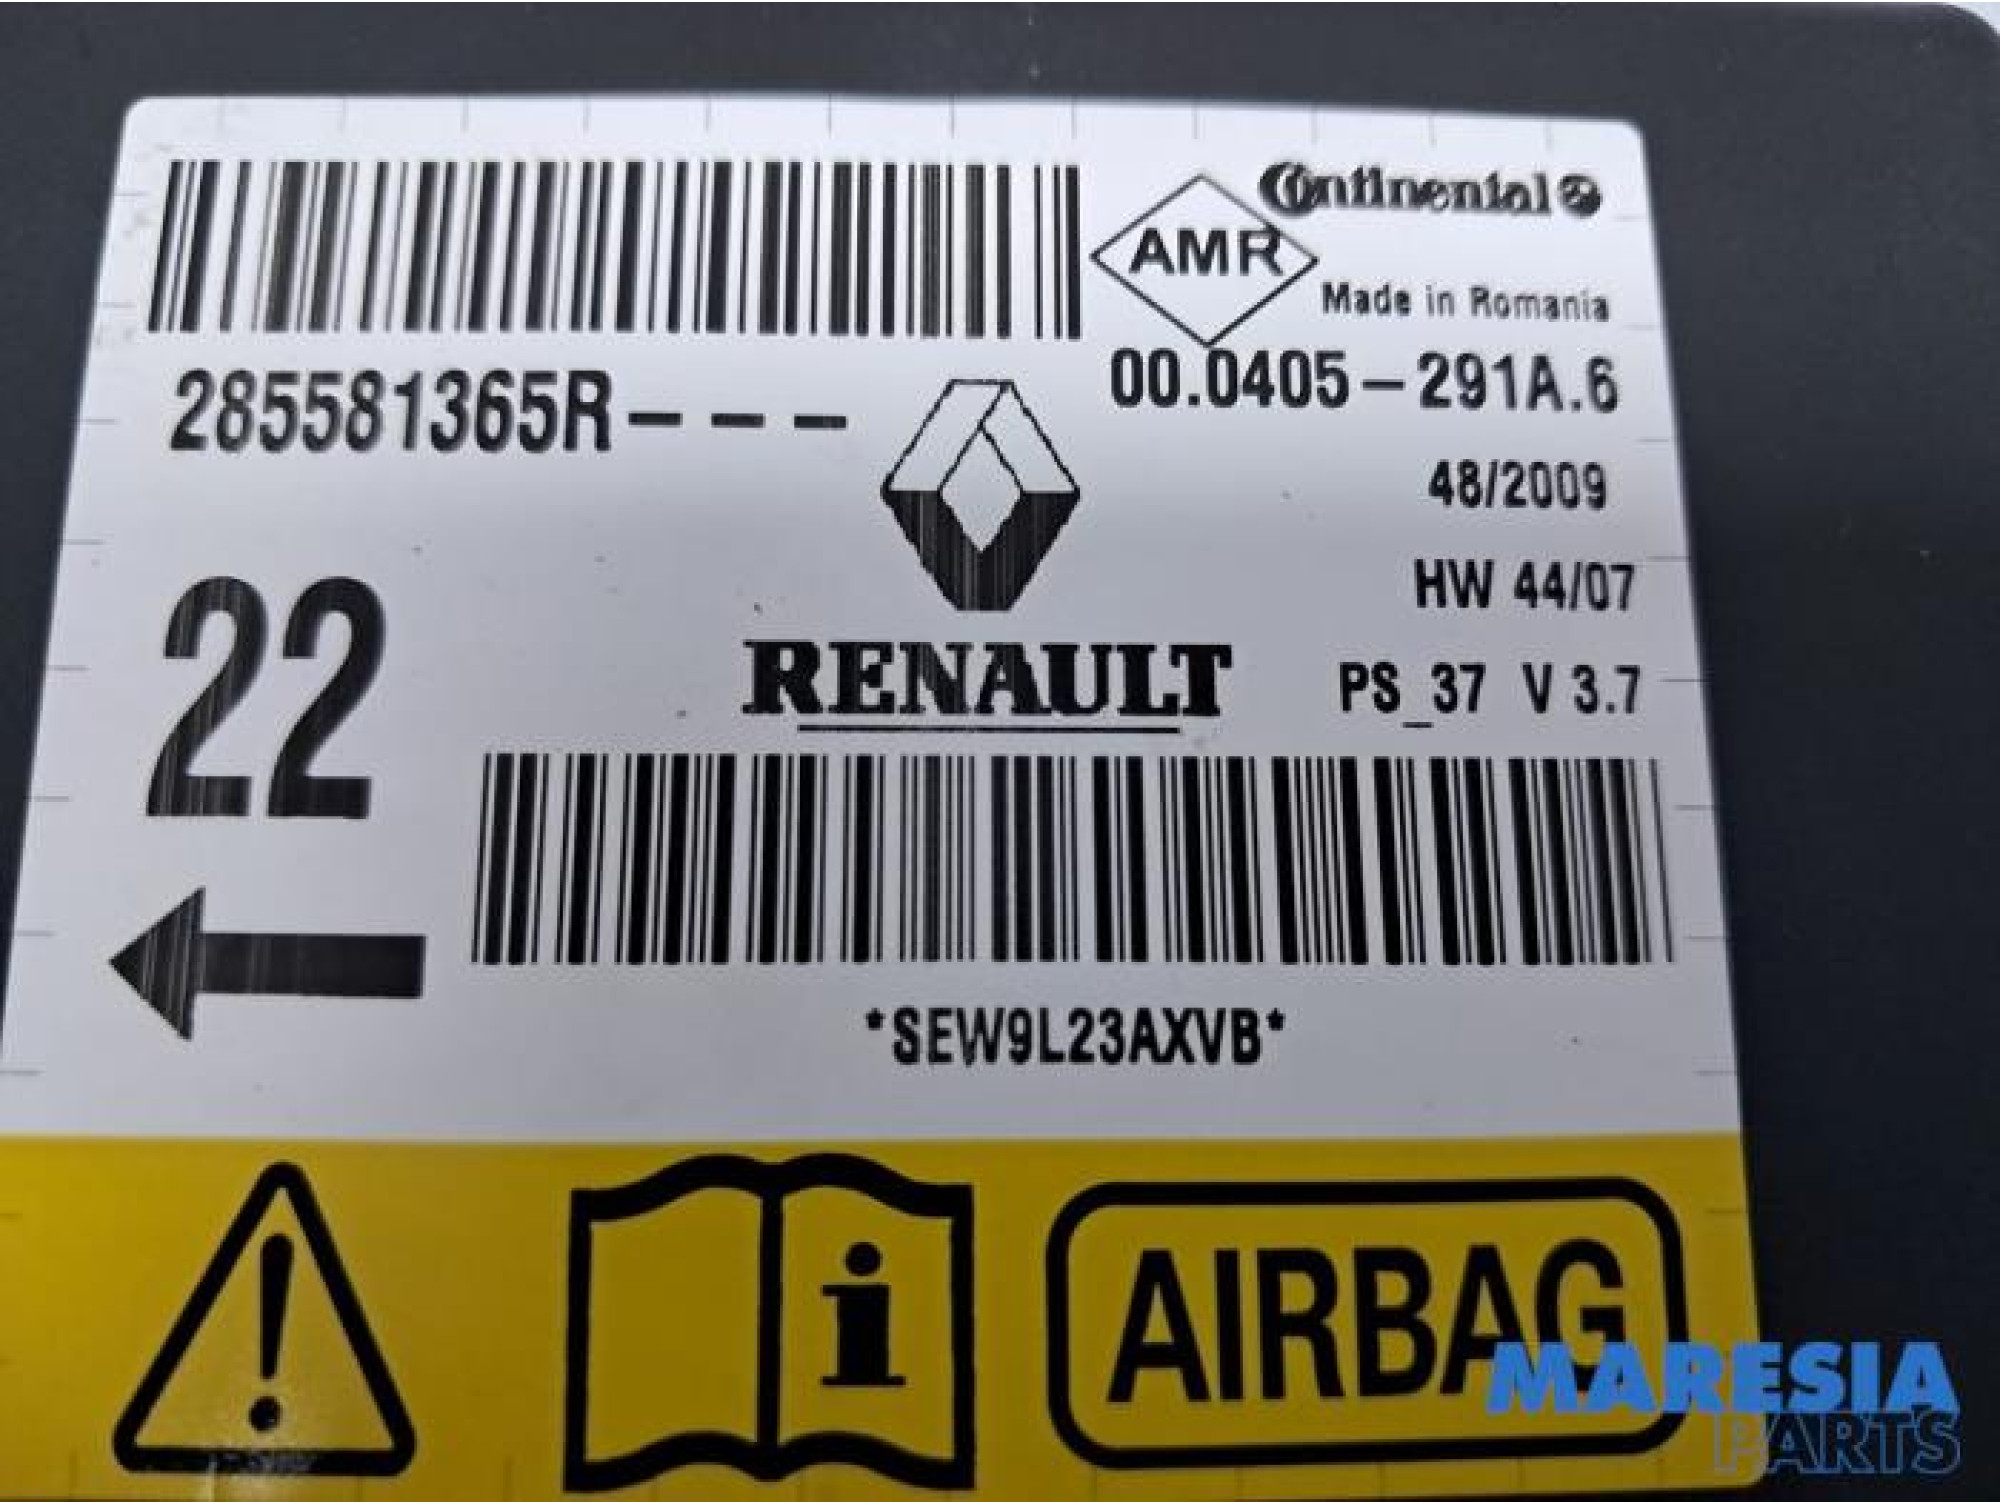 Continental
AMR
Made in Romania
285581365R---
00.0405-291A.6
48/2009
22
HW 44/07
RENAULT
PS_37 V 3.7
*SEW9L23AXVB*
i
AIRBAG
MARESIA
PARTS